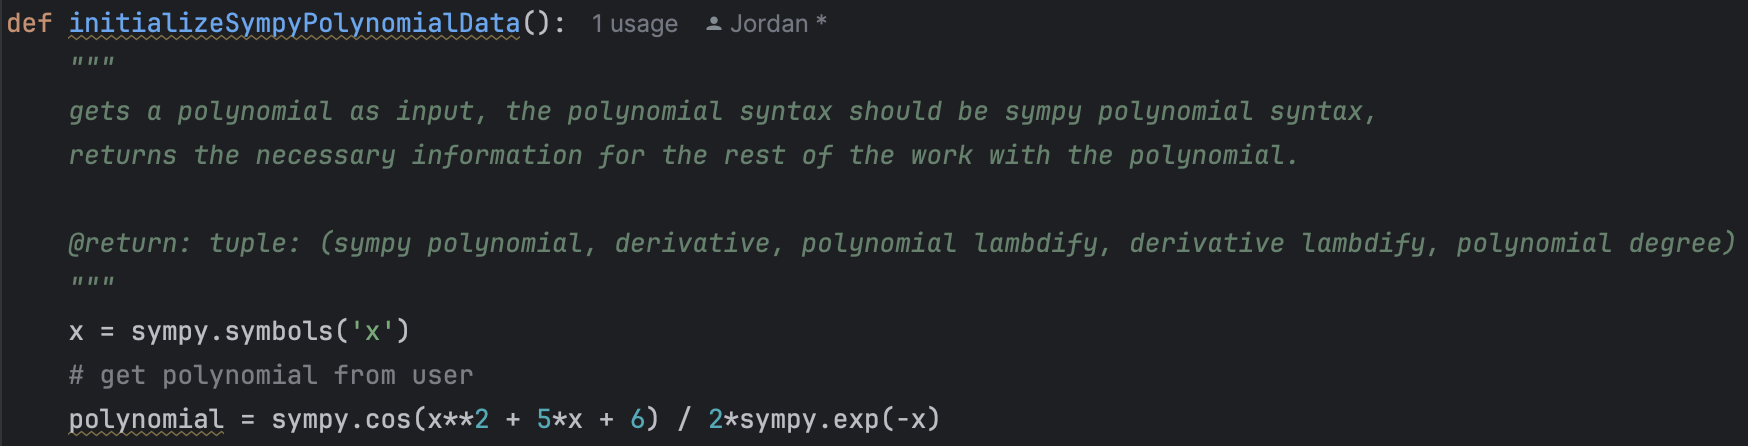 def initializeSympyPolynomialData(): 1 usage Jordan *
"""
gets a polynomial as input, the polynomial syntax should be sympy polynomial syntax,
returns the necessary information for the rest of the work with the polynomial.
@return: tuple: (sympy polynomial, derivative, polynomial lambdify, derivative lambdify, polynomial degree)
"""
x = sympy.symbols('x')
# get polynomial from user
polynomial = sympy.cos(x**2 + 5*x + 6) / 2*sympy.exp(-x)